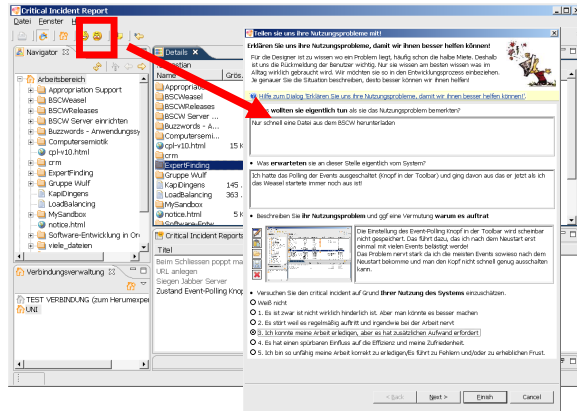 Critical Incident Report
Datei Fenster H
Navigator
Arbeitsbereich
Appropriation Support
BSCWeasel
BSCWReleases
BSCW Server einrichten
Buzzwords - Anwendungssy
Computersemiotik
cpl-v10.html
crm
ExpertFinding
Gruppe Wulf
KapiDingens
LoadBalancing
MySandbox
notice.html
Softwareentwicklung in Or
viele_dateien
Verbindungsverwaltung
TEST VERBINDUNG (zum Herumexper
UNI
Details
bastian
Name Grös.
Appropriatio
BSCWeasel
BSCWReleases
BSCW Server ...
Buzzwords - A...
Computersemi...
cpl-v10.html 15 K
crm
ExpertFinding
Gruppe Wulf
KapiDingens 145 .
LoadBalancing 363 .
MySandbox
notice.html 5 K
Critical Incident Reports
Titel
Beim Schliessen poppt ma
URL anlegen
Siegen Jabber Server
Zustand Event-Polling Knop
Teilen sie uns ihre Nutzungsprobleme mit!
Erklären Sie uns ihre Nutzungsprobleme, damit wir ihnen besser helfen können!
Für die Designer ist zu wissen wo ein Problem liegt, häufig schon die halbe Miete. Deshalb
ist uns die Rückmeldung der Benutzer wichtig. Nur sie wissen am besten was im
Alltag wirklich gebraucht wird. Wir möchten sie so in den Entwicklungsprozess einbeziehen.
Je genauer Sie die Situation beschreiben, desto besser können wir ihnen helfen!
Hilfe zum Dialog 'Erklären Sie uns ihre Nutzungsprobleme, damit wir ihnen besser helfen können!'.
wollten sie eigentlich tun als sie das Nutzungsproblem bemerkten?
Nur schnell eine Datei aus dem BSCW herunterladen
Was erwarteten sie an dieser Stelle eigentlich vom System?
Ich hatte das Polling der Events ausgeschaltet (Knopf in der Toolbar) und ging davon aus das er jetzt als ich
das Weasel startete immer noch aus ist!
Beschreiben Sie ihr Nutzungsproblem und ggf eine Vermutung warum es auftrat
Die Einstellung des Event-Polling Knopf in der Toolbar wird scheinbar
nicht gespeichert. Das führt dazu, das ich nach dem Neustart erst
einmal mit vielen Events belästigt werde!
Das Problem nervt stark da ich die meisten Events sowieso nach dem
Neustart bekomme und man den Kopf nicht schnell genug ausschalten
kann.
Versuchen Sie den critical incident auf Grund Ihrer Nutzung des Systems einzuschätzen.
Weiß nicht
1. Es ist zwar ist nicht wirklich hinderlich ist. Aber man könnte es besser machen
2. Es stört weil es regelmäßig auftritt und irgendwie bei der Arbeit nervt
3. Ich konnte meine Arbeit erledigen, aber es hat zusätzlichen Aufwand erfordert
4. Es hat einen spürbaren Einfluss auf die Effizienz und meine Zufriedenheit.
5. Ich bin so unfähig meine Arbeit korrekt zu erledigen/Es führt zu Fehlern und/oder zu erheblichen Frust.
< Back Next > Finish Cancel